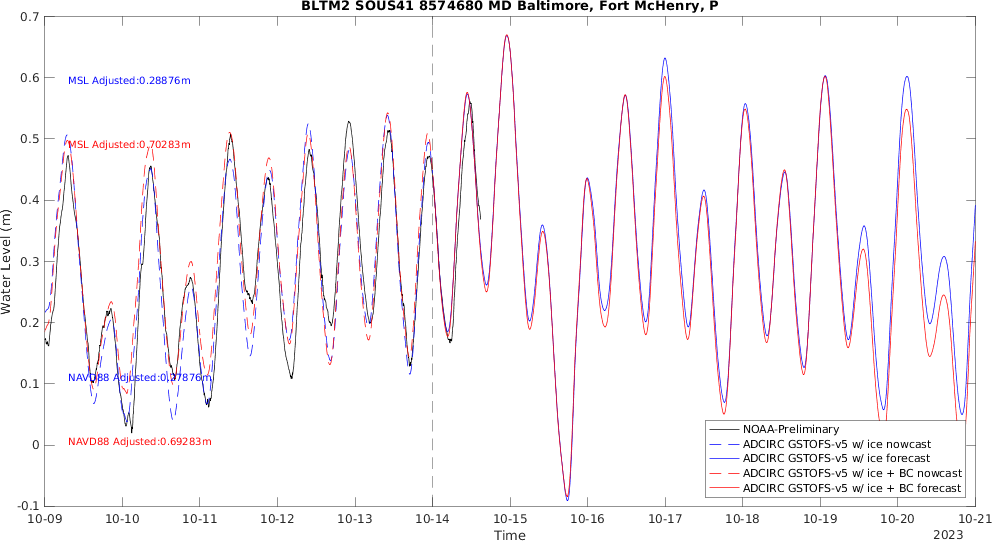 BLTM2 SOUS41 8574680 MD Baltimore, Fort McHenry, P
0.7
0.6
0.5
0.4
0.3
0.2
0.1
0
-0.1
Water Level (m)
MSL Adjusted:0.28876m
MSL Adjusted:0.70283m
NAVD88 Adjusted:0.27876m
NAVD88 Adjusted:0.69283m
NOAA-Preliminary
ADCIRC GSTOFS-v5 w/ ice nowcast
ADCIRC GSTOFS-v5 w/ ice forecast
ADCIRC GSTOFS-v5 w/ ice + BC nowcast
ADCIRC GSTOFS-v5 w/ ice + BC forecast
10-09 10-10 10-11 10-12 10-13 10-14 10-15 10-16 10-17 10-18 10-19 10-20 10-21
Time
2023